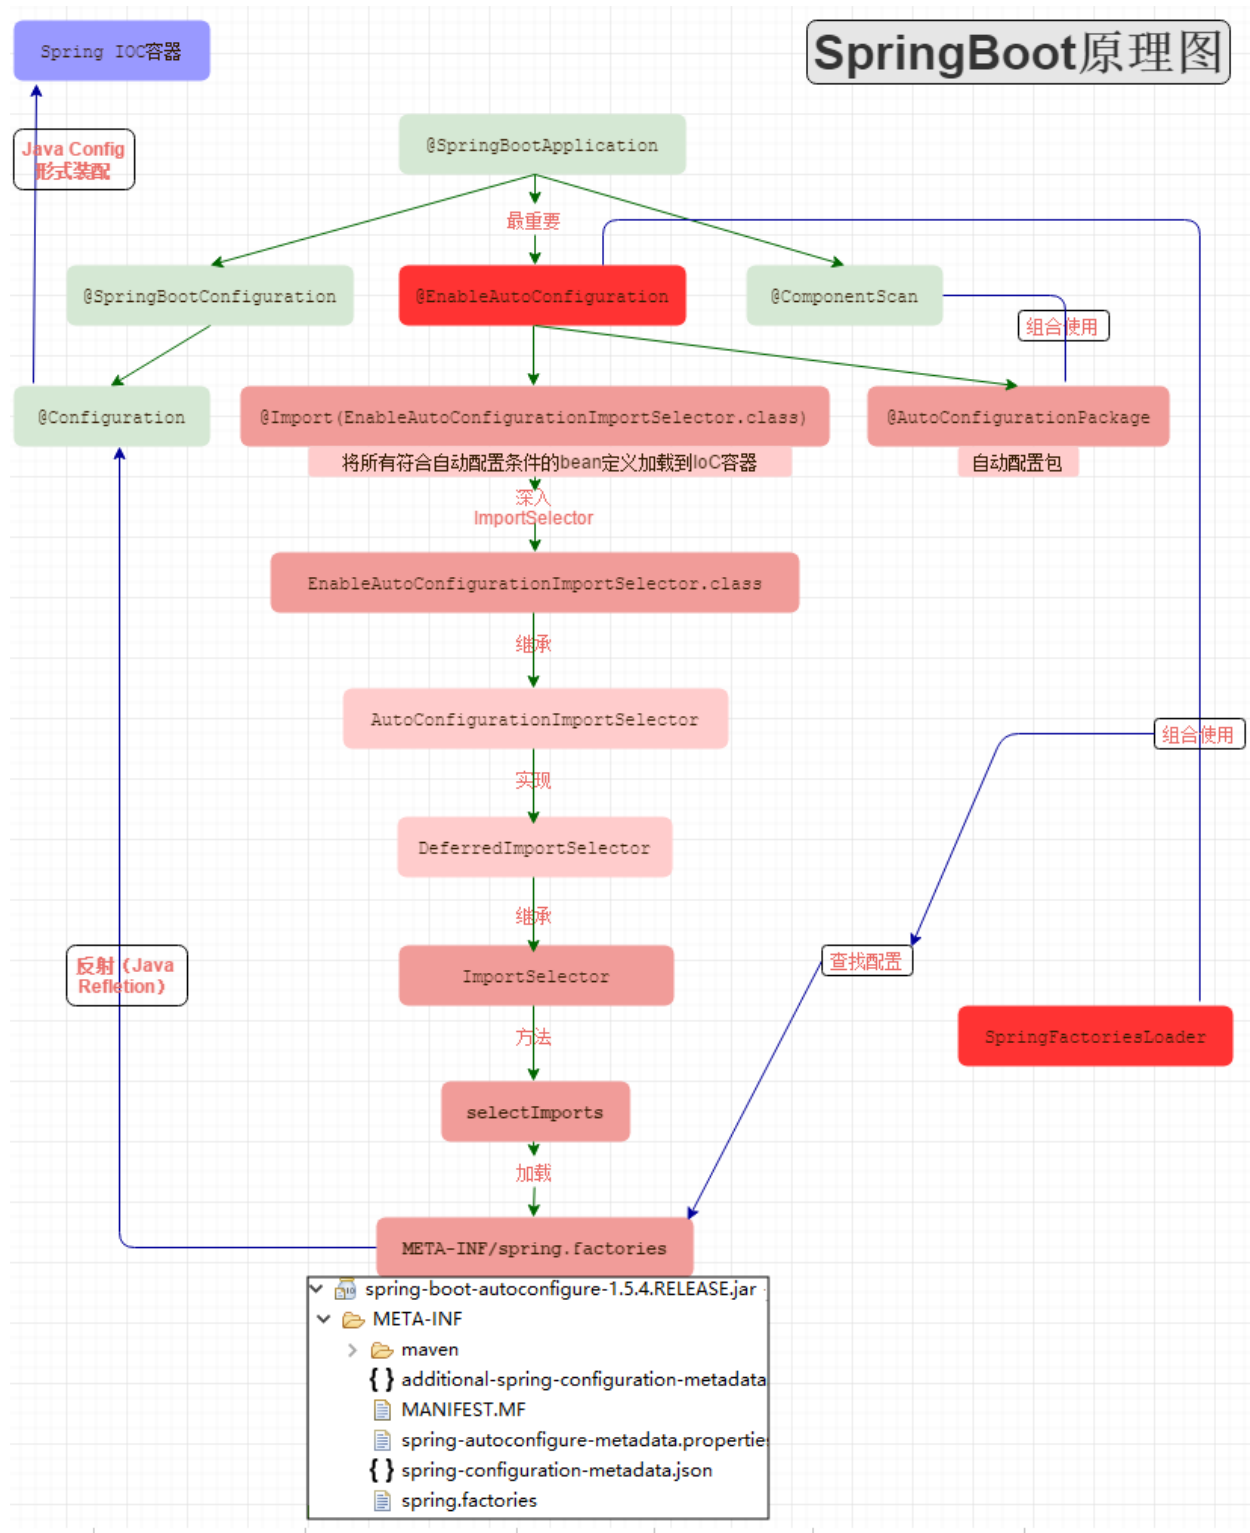 Spring IOC容器
SpringBoot原理图
Java Config
形式装配
@SpringBootApplication
最重要
@SpringBootConfiguration
@EnableAutoConfiguration
@ComponentScan
组合使用
@Configuration
@Import(EnableAutoConfigurationImportSelector.class)
@AutoConfigurationPackage
将所有符合自动配置条件的bean定义加载到IoC容器
自动配置包
深入
ImportSelector
EnableAutoConfigurationImportSelector.class
继承
AutoConfigurationImportSelector
组合使用
实现
DeferredImportSelector
继承
反射（Java
Refletion）
查找配置
ImportSelector
方法
SpringFactoriesLoader
selectImports
加载
META-INF/spring.factories
spring-boot-autoconfigure-1.5.4.RELEASE.jar
META-INF
maven
{} additional-spring-configuration-metadata
MANIFEST.MF
spring-autoconfigure-metadata.propertie
{} spring-configuration-metadata.json
spring.factories